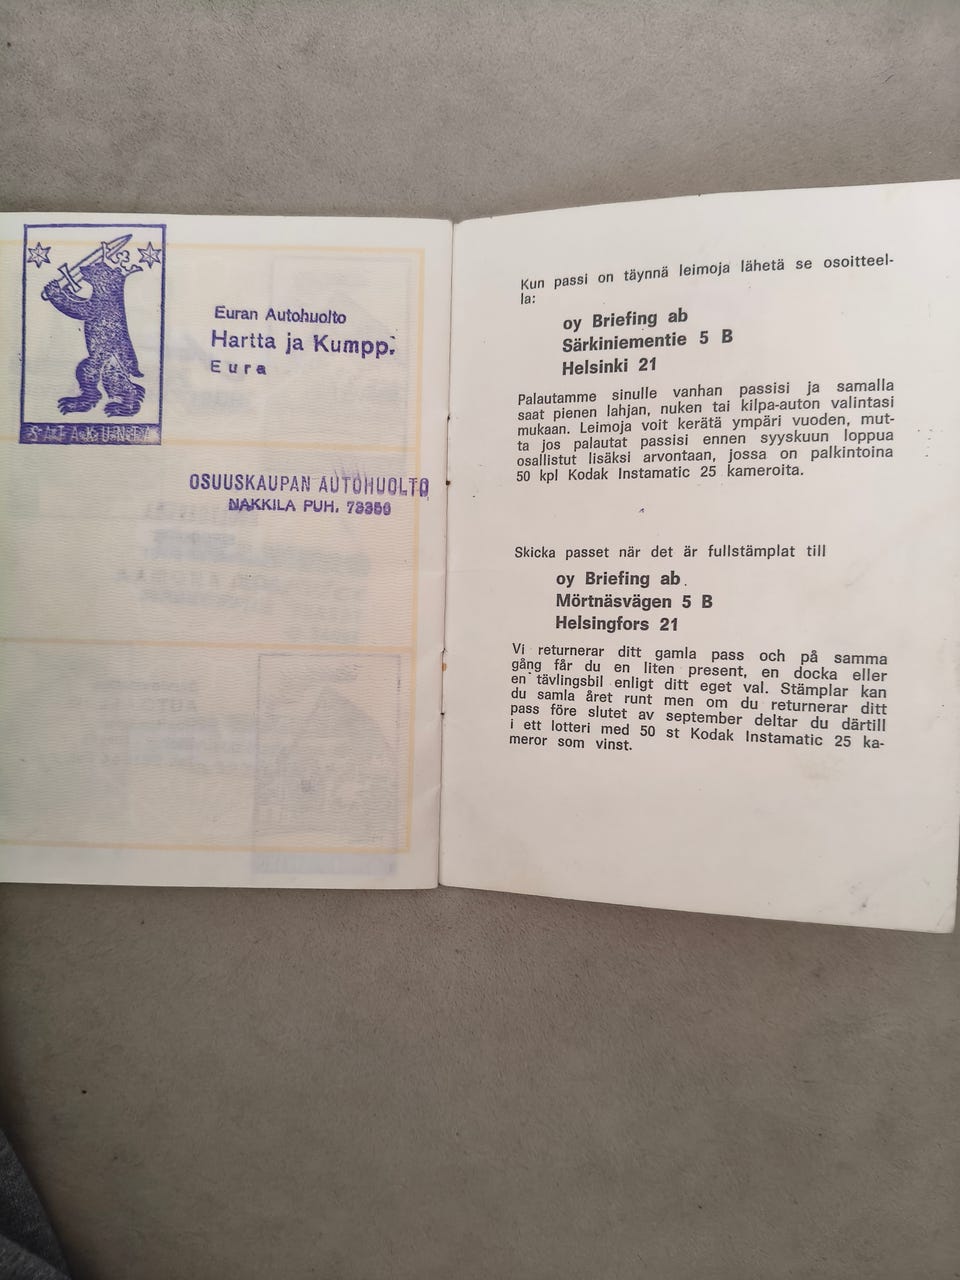 SATAKUNTA
Euran Autohuolto
Hartta ja Kumpp.
Eura
OSUUSKAUPAN AUTOHUOLTO
NAKKILA PUH. 73356
Kun passi on täynnä leimoja lähetä se osoitteel-
la:
oy Briefing ab
Särkiniementie 5 B
Helsinki 21
Palautamme sinulle vanhan passisi ja samalla
saat pienen lahjan, nuken tai kilpa-auton valintasi
mukaan. Leimoja voit kerätä ympäri vuoden, mut-
ta jos palautat passisi ennen syyskuun loppua
osallistut lisäksi arvontaan, jossa on palkintoina
50 kpl Kodak Instamatic 25 kameroita.
Skicka passet när det är fullstämplat till
oy Briefing ab.
Mörtnäsvägen 5 B
Helsingfors 21
Vi returnerar ditt gamla pass och på samma
gång får du en liten present, en docka eller
en tävlingsbil enligt ditt eget val. Stämplar kan
du samla året runt men om du returnerar ditt
pass före slutet av september deltar du därtill
i ett lotteri med 50 st Kodak Instamatic 25 ka-
meror som vinst.